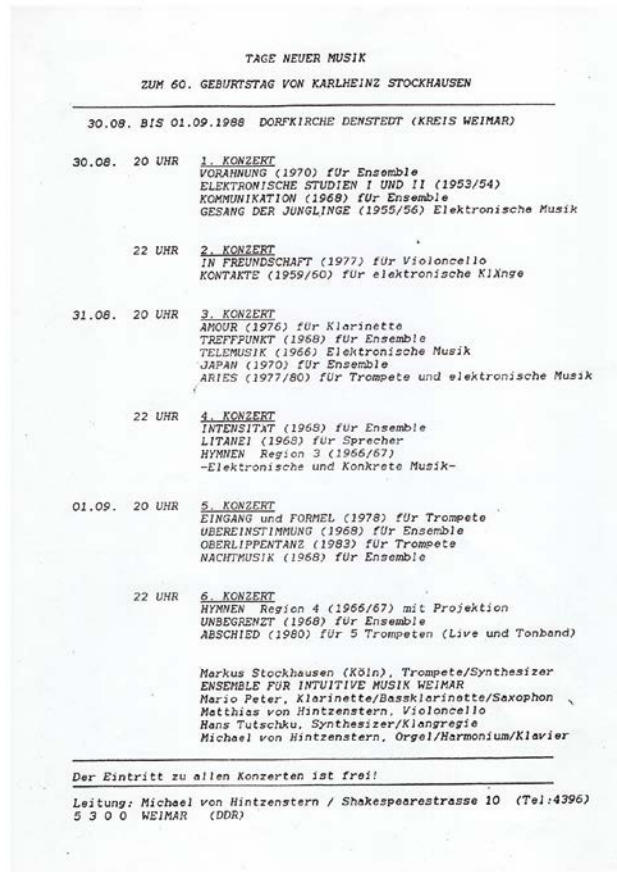 TAGE NEUER MUSIK
ZUM 60. GEBURTSTAG VON KARLHEINZ STOCKHAUSEN
30.08. BIS 01.09.1988 DORFKIRCHE DENSTEDT (KREIS WEIMAR)
30.08. 20 UHR 1. KONZERT
VORAHNUNG (1970) für Ensemble
ELEKTRONISCHE STUDIEN I UND II (1953/54)
KOMMUNIKATION (1968) für Ensemble
GESANG DER JÜNGLINGE (1955/56) Elektronische Musik
22 UHR 2. KONZERT
IN FREUNDSCHAFT (1977) für Violoncello
KONTAKTE (1959/60) für elektronische Klänge
31.08. 20 UHR 3. KONZERT
AMOUR (1976) für Klarinette
TREFFPUNKT (1968) für Ensemble
TELEMUSIK (1966) Elektronische Musik
JAPAN (1970) für Ensemble
ARIES (1977/80) für Trompete und elektronische Musik
22 UHR 4. KONZERT
INTENSITÄT (1968) für Ensemble
LITANEI (1968) für Sprecher
HYMNEN Region 3 (1966/67)
-Elektronische und Konkrete Musik-
01.09. 20 UHR 5. KONZERT
EINGANG und FORMEL (1978) für Trompete
ÜBEREINSTIMMUNG (1968) für Ensemble
OBERLIPPENTANZ (1983) für Trompete
NACHTMUSIK (1968) für Ensemble
22 UHR 6. KONZERT
HYMNEN Region 4 (1966/67) mit Projektion
UNBEGRENZT (1968) für Ensemble
ABSCHIED (1980) für 5 Trompeten (Live und Tonband)
Markus Stockhausen (Köln), Trompete/Synthesizer
ENSEMBLE FÜR INTUITIVE MUSIK WEIMAR
Mario Peter, Klarinette/Bassklarinette/Saxophon
Matthias von Hintzenstern, Violoncello
Hans Tutschku, Synthesizer/Klangregie
Michael von Hintzenstern, Orgel/Harmonium/Klavier
Der Eintritt zu allen Konzerten ist frei!
Leitung: Michael von Hintzenstern / Shakespearestrasse 10 (Tel:4396)
5 3 0 0 WEIMAR (DDR)